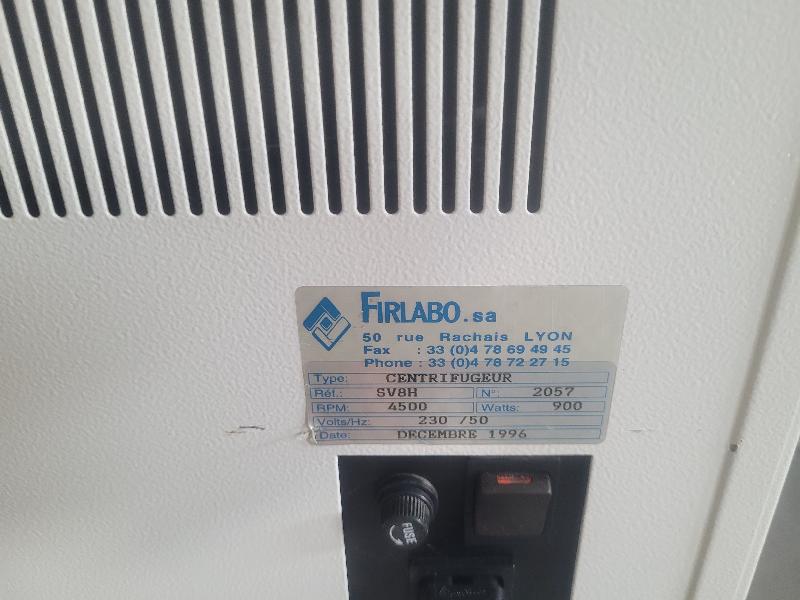 FIRLABO.sa
50 rue Rachais LYON
Fax : 33 (0)4 78 69 49 45
Phone : 33 (0)4 78 72 27 15
Type: CENTRIFUGEUR
Réf.: SV8H N°: 2057
RPM: 4500 Watts: 900
Volts/Hz: 230 /50
Date: DECEMBRE 1996
FUSE